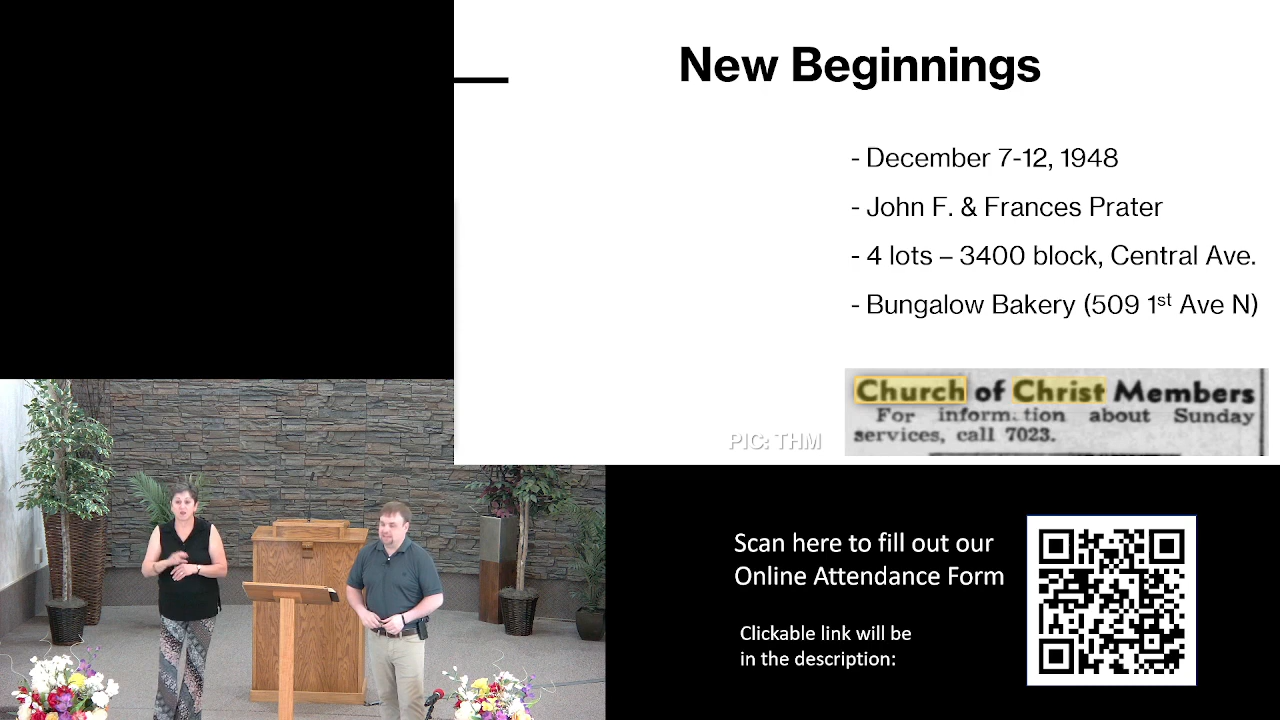 New Beginnings
- December 7-12, 1948
- John F. & Frances Prater
- 4 lots – 3400 block, Central Ave.
- Bungalow Bakery (509 1st Ave N)
Church of Christ Members
For information about Sunday
services, call 7023.
PIC: THM
Scan here to fill out our
Online Attendance Form
Clickable link will be
in the description: